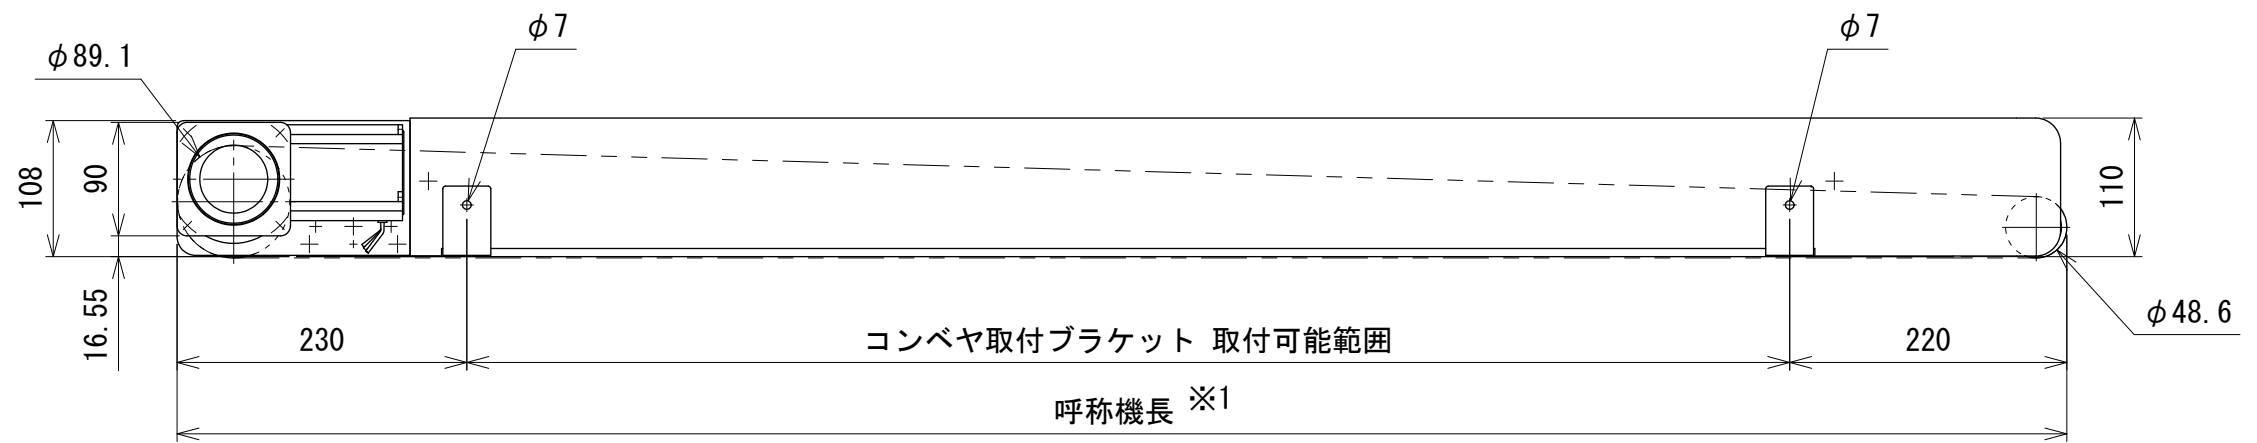 φ7
φ7
φ89.1
108
90
110
16.55
φ48.6
230
コンベヤ取付ブラケット 取付可能範囲
220
呼称機長 ※1